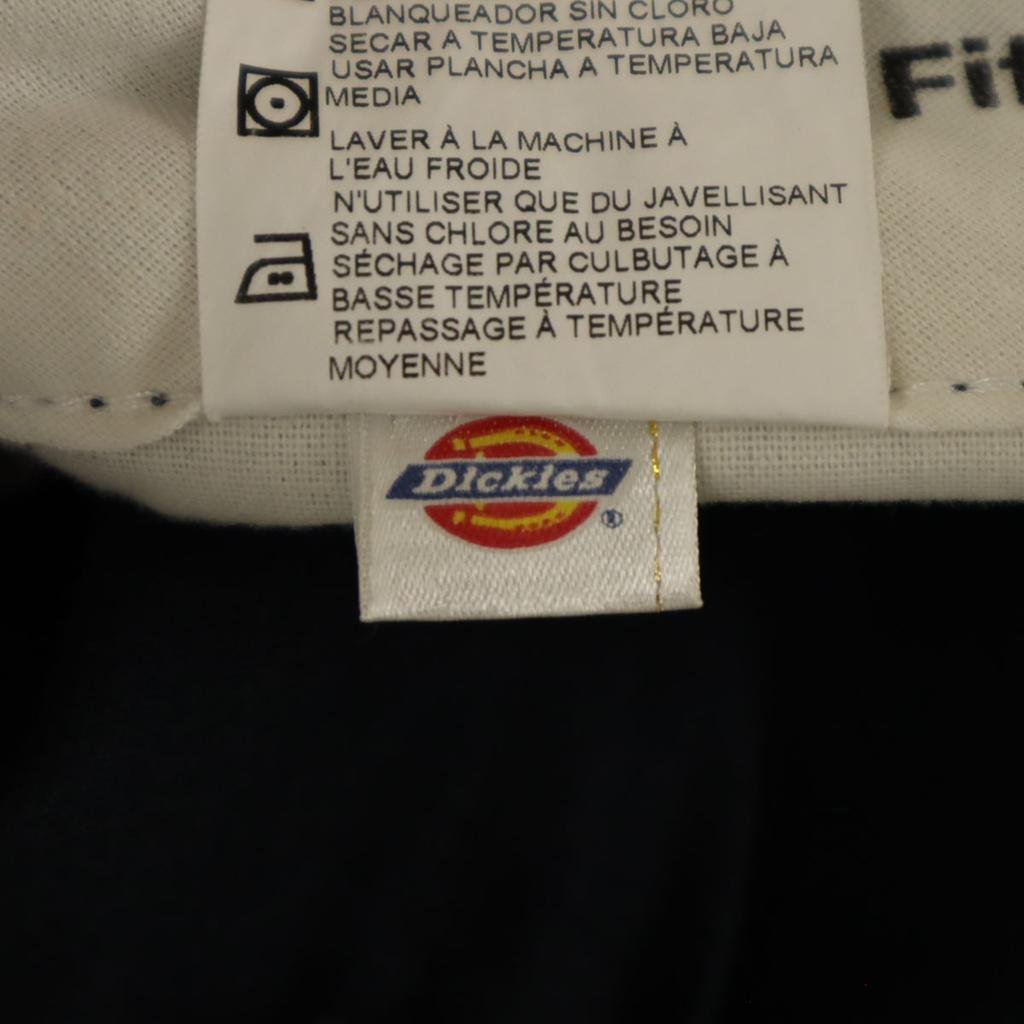 BLANQUEADOR SIN CLORO
SECAR A TEMPERATURA BAJA
USAR PLANCHA A TEMPERATURA
MEDIA
LAVER À LA MACHINE À
L'EAU FROIDE
N'UTILISER QUE DU JAVELLISANT
SANS CHLORE AU BESOIN
SÉCHAGE PAR CULBUTAGE À
BASSE TEMPÉRATURE
REPASSAGE À TEMPÉRATURE
MOYENNE
Fit
Dickies
®